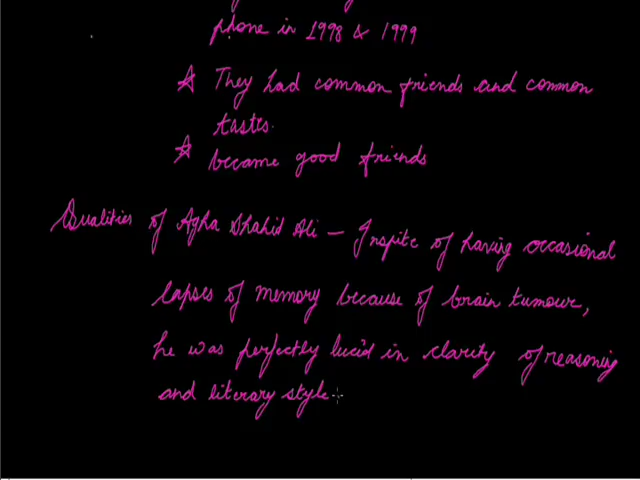 phone in 1998 & 1999
☆ They had common friends and common
tastes.
☆ became good friends
Qualities of Agha Shahid Ali – Inspite of having occasional
lapses of memory because of brain tumour,
he was perfectly lucid in clarity of reasoning
and literary style